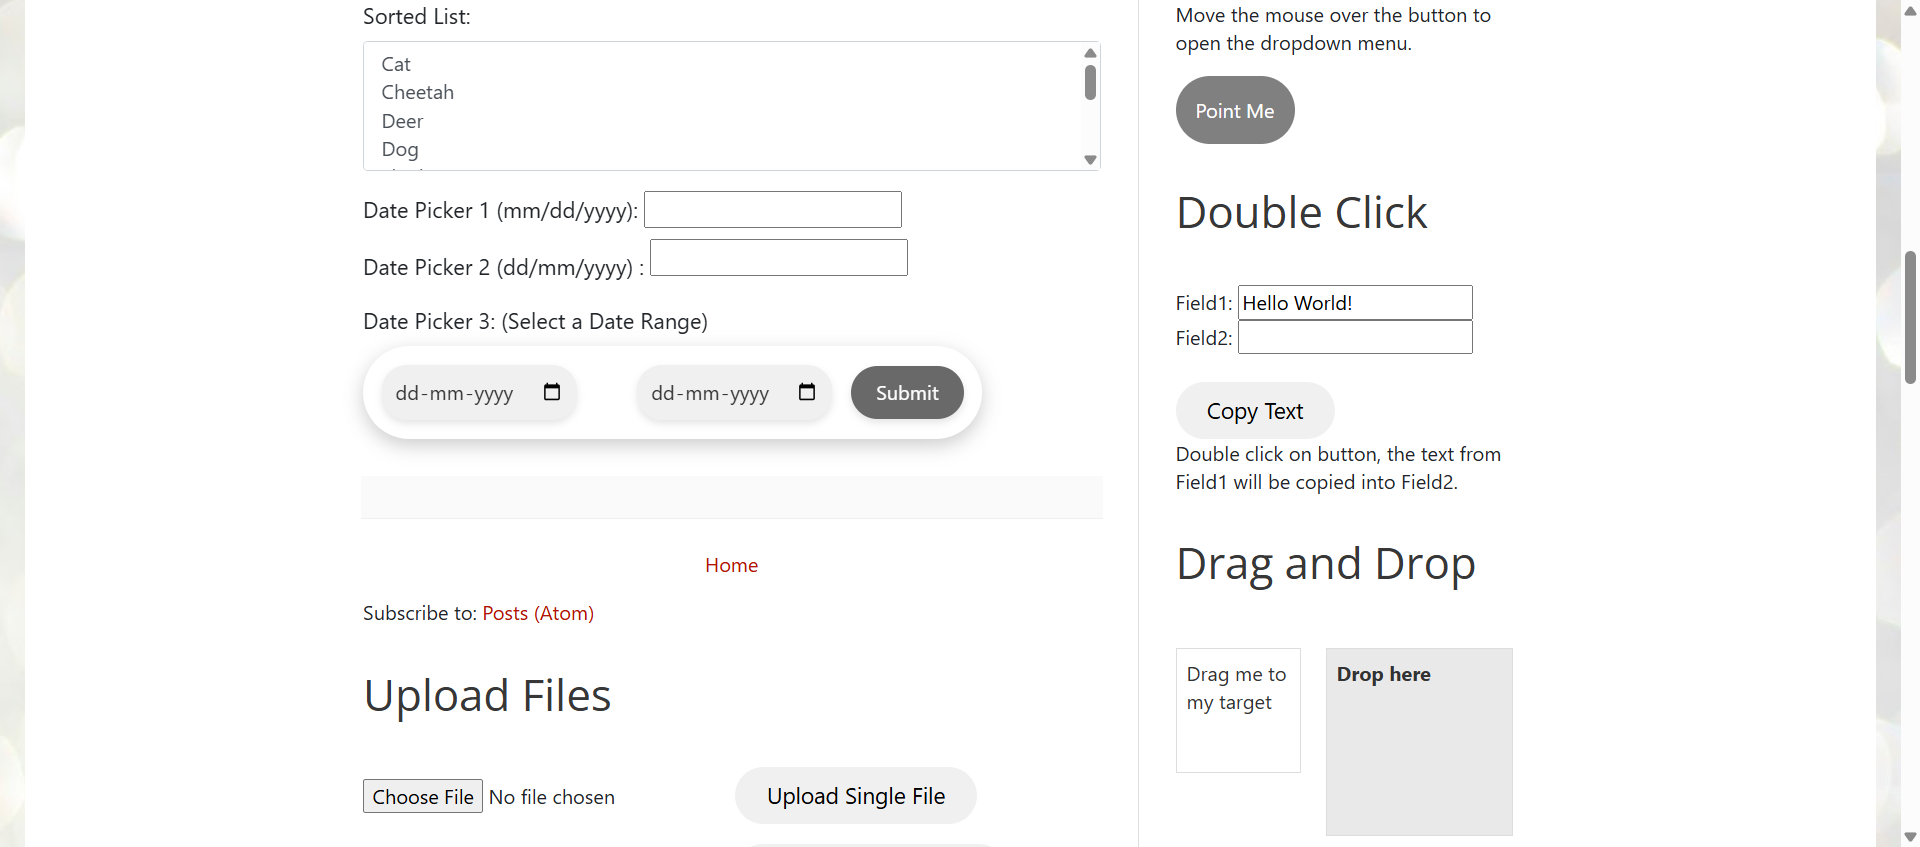 Sorted List:
Cat
Cheetah
Deer
Dog
Date Picker 1 (mm/dd/yyyy):
Date Picker 2 (dd/mm/yyyy) :
Date Picker 3: (Select a Date Range)
dd-mm-yyyy dd-mm-yyyy Submit
Home
Subscribe to: Posts (Atom)
Upload Files
Choose File No file chosen Upload Single File
Move the mouse over the button to
open the dropdown menu.
Point Me
Double Click
Field1: Hello World!
Field2:
Copy Text
Double click on button, the text from
Field1 will be copied into Field2.
Drag and Drop
Drag me to
my target
Drop here